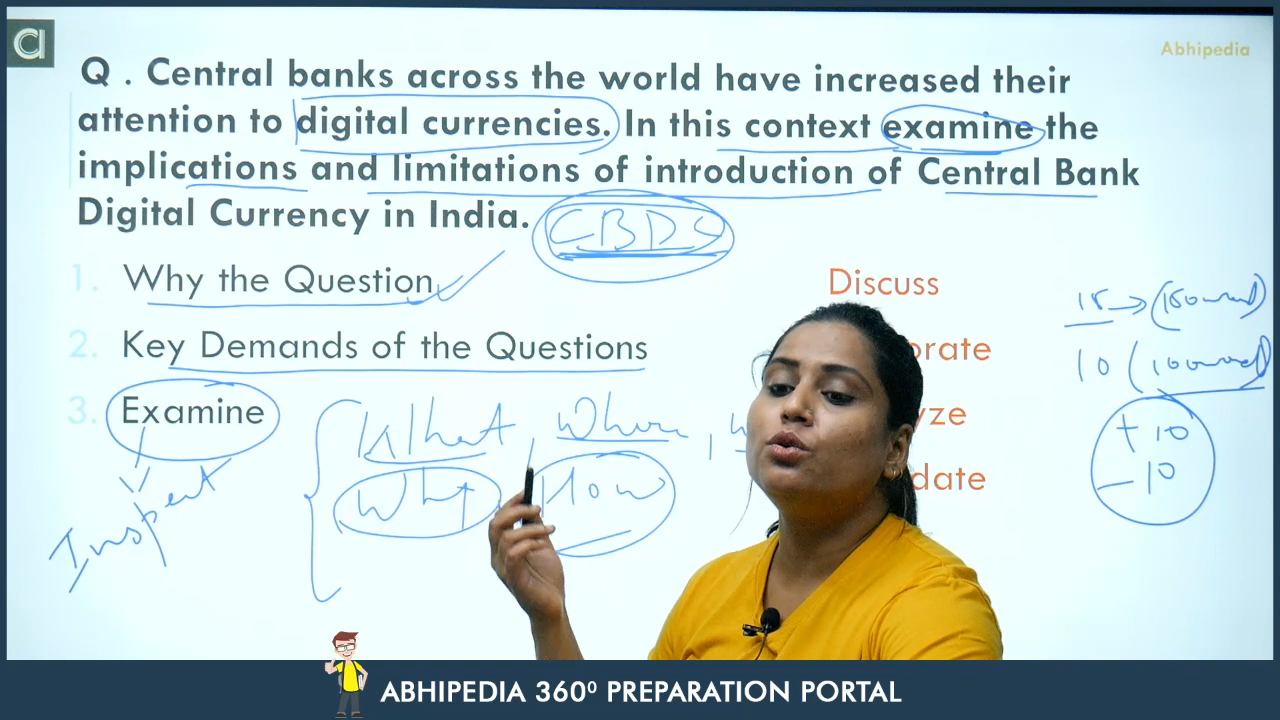 Abhipedia
Q . Central banks across the world have increased their
attention to digital currencies. In this context examine the
implications and limitations of introduction of Central Bank
Digital Currency in India.
CBDC
1. Why the Question
Discuss
15 → (150 word)
2. Key Demands of the Questions
orate
10 (100 word)
3. Examine
What, Where,
yze
+10
Why How
date
-10
Inspect
ABHIPEDIA 360⁰ PREPARATION PORTAL